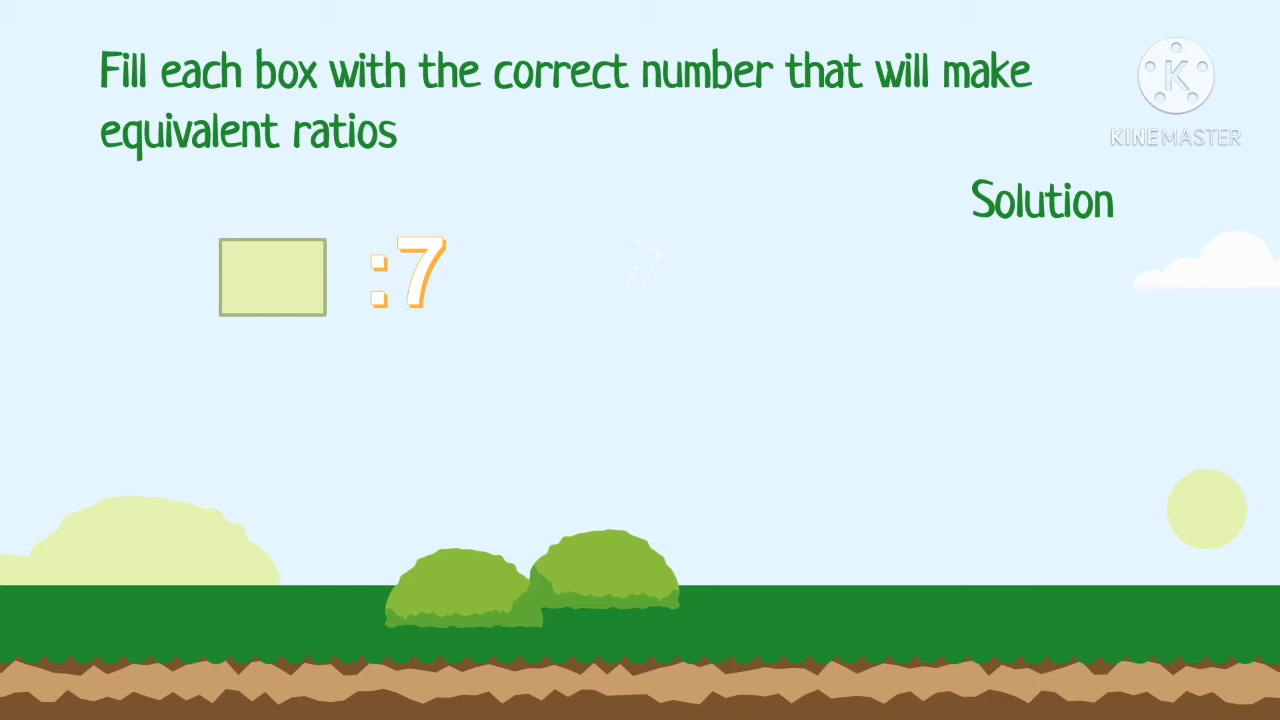 Fill each box with the correct number that will make
equivalent ratios
K
KINEMASTER
Solution
:7